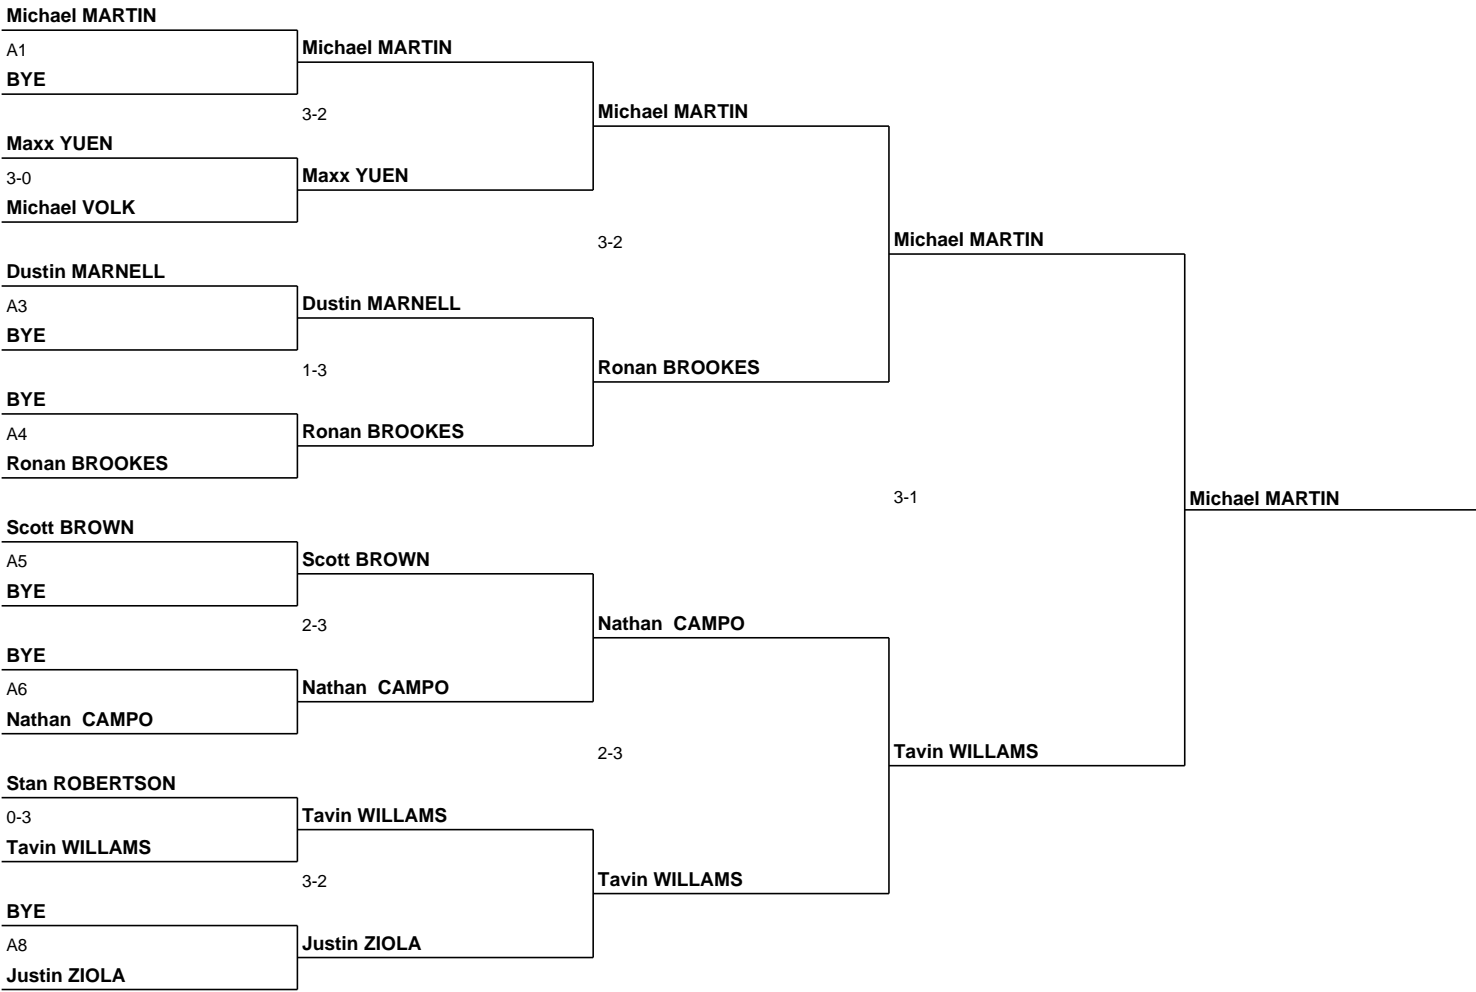 Michael MARTIN
A1
BYE
Maxx YUEN
3-0
Michael VOLK
Dustin MARNELL
A3
BYE
BYE
A4
Ronan BROOKES
Scott BROWN
A5
BYE
BYE
A6
Nathan  CAMPO
Stan ROBERTSON
0-3
Tavin WILLAMS
BYE
A8
Justin ZIOLA
Michael MARTIN
3-2
Maxx YUEN
Dustin MARNELL
1-3
Ronan BROOKES
Scott BROWN
2-3
Nathan  CAMPO
Tavin WILLAMS
3-2
Justin ZIOLA
Michael MARTIN
3-2
Ronan BROOKES
Nathan  CAMPO
2-3
Tavin WILLAMS
Michael MARTIN
3-1
Tavin WILLAMS
Michael MARTIN